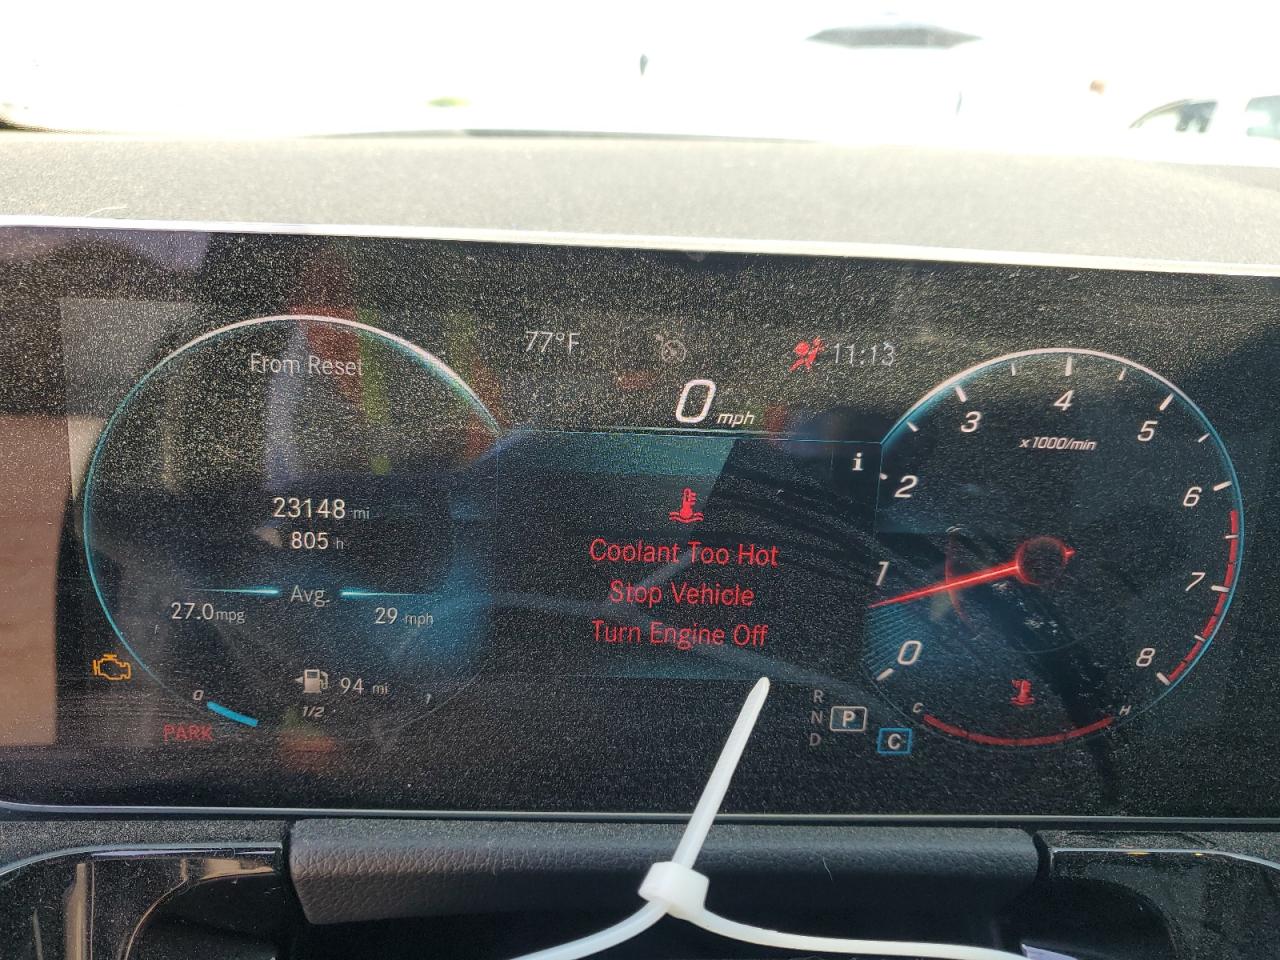 77°F
11:13
0 mph
From Reset
23148 mi
805 h
Avg.
27.0mpg
29 mph
94 mi
0
1/2
1
PARK
i
Coolant Too Hot
Stop Vehicle
Turn Engine Off
R
N
D
P
C
0
1
2
3
4
5
6
7
8
x1000/min
C
H